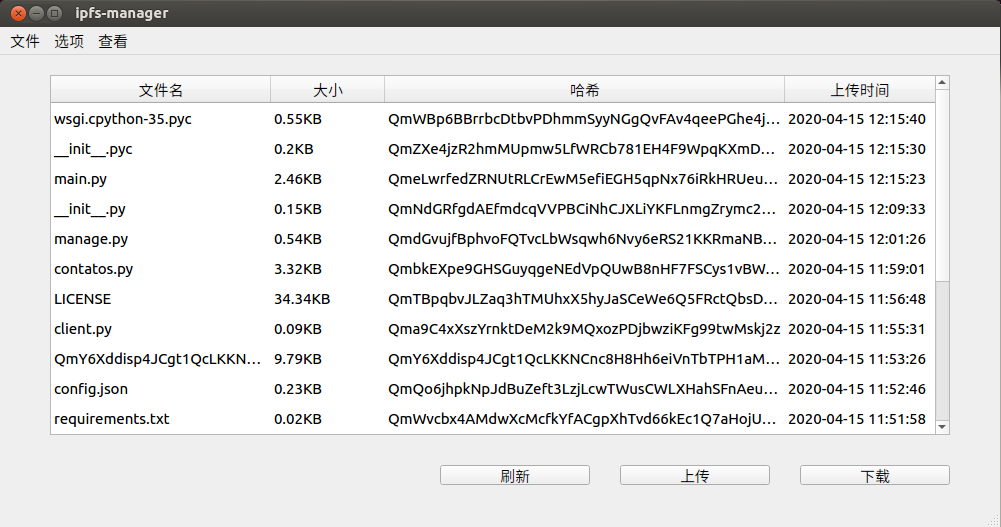 ipfs-manager
文件 选项 查看
文件名 大小 哈希 上传时间
wsgi.cpython-35.pyc 0.55KB QmWBp6BBrrbcDtbvPDhmmSyyNGgQvFAv4qeePGhe4j... 2020-04-15 12:15:40
__init__.pyc 0.2KB QmZXe4jzR2hmMUpmw5LfWRCb781EH4F9WpqKXmD... 2020-04-15 12:15:30
main.py 2.46KB QmeLwrfedZRNUtRLCrEwM5efiEGH5qpNx76iRkHRUeu... 2020-04-15 12:15:23
__init__.py 0.15KB QmNdGRfgdAEfmdcqVVPBCiNhCJXLiYKFLnmgZrymc2... 2020-04-15 12:09:33
manage.py 0.54KB QmdGvujfBphvoFQTvcLbWsqwh6Nvy6eRS21KKRmaNB... 2020-04-15 12:01:26
contatos.py 3.32KB QmbkEXpe9GHSGuyqgeNEdVpQUwB8nHF7FSCys1vBW... 2020-04-15 11:59:01
LICENSE 34.34KB QmTBpqbvJLZaq3hTMUhxX5hyJaSCeWe6Q5FRctQbsD... 2020-04-15 11:56:48
client.py 0.09KB Qma9C4xXszYrnktDeM2k9MQxozPDjbwziKFg99twMskj2z 2020-04-15 11:55:31
QmY6Xddisp4JCgt1QcLKKN... 9.79KB QmY6Xddisp4JCgt1QcLKKNCnc8H8Hh6eiVnTbTPH1aM... 2020-04-15 11:53:26
config.json 0.23KB QmQo6jhpkNpJdBuZeft3LzjLcwTWusCWLXHahSFnAeu... 2020-04-15 11:52:46
requirements.txt 0.02KB QmWvcbx4AMdwXcMcfkYfACgpXhTvd66kEc1Q7aHojU... 2020-04-15 11:51:58
刷新 上传 下载